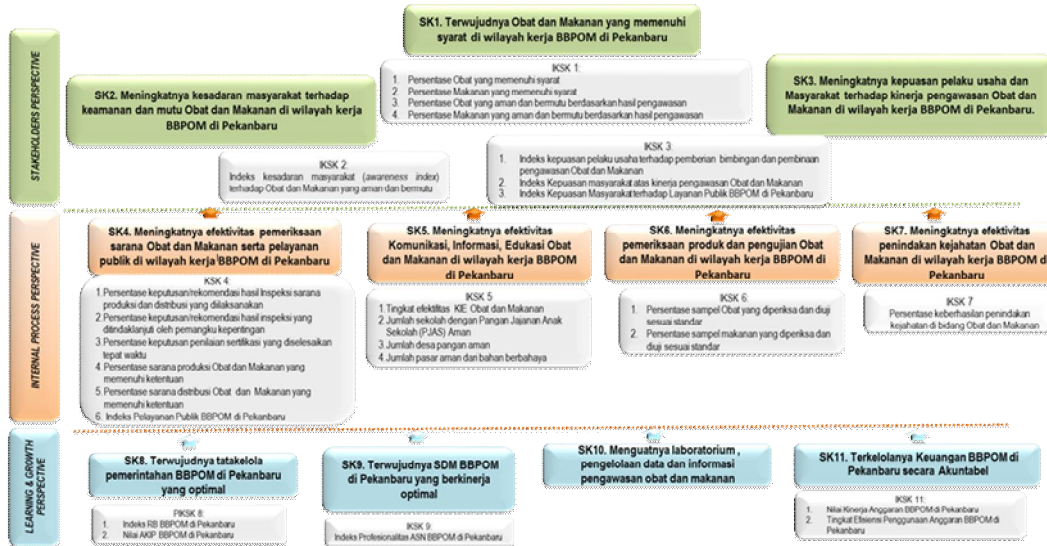 STAKEHOLDERS PERSPECTIVE
SK1. Terwujudnya Obat dan Makanan yang memenuhi
syarat di wilayah kerja BBPOM di Pekanbaru
IKSK 1:
1. Persentase Obat yang memenuhi syarat
2. Persentase Makanan yang memenuhi syarat
3. Persentase Obat yang aman dan bermutu berdasarkan hasil pengawasan
4. Persentase Makanan yang aman dan bermutu berdasarkan hasil pengawasan
SK2. Meningkatnya kesadaran masyarakat terhadap
keamanan dan mutu Obat dan Makanan di wilayah kerja
BBPOM di Pekanbaru
IKSK 2:
Indeks kesadaran masyarakat (awareness index)
terhadap Obat dan Makanan yang aman dan bermutu
SK3. Meningkatnya kepuasan pelaku usaha dan
Masyarakat terhadap kinerja pengawasan Obat dan
Makanan di wilayah kerja BBPOM di Pekanbaru.
IKSK 3:
1. Indeks kepuasan pelaku usaha terhadap pemberian bimbingan dan pembinaan
pengawasan Obat dan Makanan
2. Indeks Kepuasan masyarakat atas kinerja pengawasan Obat dan Makanan
3. Indeks Kepuasan Masyarakat terhadap Layanan Publik BBPOM di Pekanbaru
INTERNAL PROCESS PERSPECTIVE
SK4. Meningkatnya efektivitas pemeriksaan
sarana Obat dan Makanan serta pelayanan
publik di wilayah kerja BBPOM di Pekanbaru
KSK 4:
1.Persentase keputusan/rekomendasi hasil Inspeksi sarana
produksi dan distribusi yang dilaksanakan
2.Persentase keputusan/rekomendasi hasil inspeksi yang
ditindaklanjuti oleh pemangku kepentingan
3.Persentase keputusan penilaian sertifikasi yang diselesaikan
tepat waktu
4.Persentase sarana produksi Obat dan Makanan yang
memenuhi ketentuan
5.Persentase sarana distribusi Obat dan Makanan yang
memenuhi ketentuan
6. Indeks Pelayanan Publik BBPOM di Pekanbaru
SK5. Meningkatnya efektivitas
Komunikasi, Informasi, Edukasi Obat
dan Makanan di wilayah kerja BBPOM
di Pekanbaru
IKSK 5
1.Tingkat efektifitas KIE Obat dan Makanan
2 Jumlah sekolah dengan Pangan Jajanan Anak
Sekolah (PJAS) Aman
3 Jumlah desa pangan aman
4 Jumlah pasar aman dan bahan berbahaya
SK6. Meningkatnya efektivitas
pemeriksaan produk dan pengujian Obat
dan Makanan di wilayah kerja BBPOM di
Pekanbaru
IKSK 6:
1. Persentase sampel Obat yang diperiksa dan diuji
sesuai standar
2. Persentase sampel makanan yang diperiksa dan
diuji sesuai standar
SK7. Meningkatnya efektivitas
penindakan kejahatan Obat dan
Makanan di wilayah kerja BBPOM di
Pekanbaru
IKSK 7
Persentase keberhasilan penindakan
kejahatan di bidang Obat dan Makanan
LEARNING & GROWTH
PERSPECTIVE
SK8. Terwujudnya tatakelola
pemerintahan BBPOM di Pekanbaru
yang optimal
PIKSK 8:
1. Indeks RB BBPOM di Pekanbaru
2. Nilai AKIP BBPOM di Pekanbaru
SK9. Terwujudnya SDM BBPOM
di Pekanbaru yang berkinerja
optimal
IKSK 9:
Indeks Profesionalitas ASN BBPOM di Pekanbaru
SK10. Menguatnya laboratorium ,
pengelolaan data dan informasi
pengawasan obat dan makanan
SK11. Terkelolanya Keuangan BBPOM di
Pekanbaru secara Akuntabel
IKSK 11:
1. Nilai Kinerja Anggaran BBPOM di Pekanbaru
2. Tingkat Efisiensi Penggunaan Anggaran BBPOM di
Pekanbaru